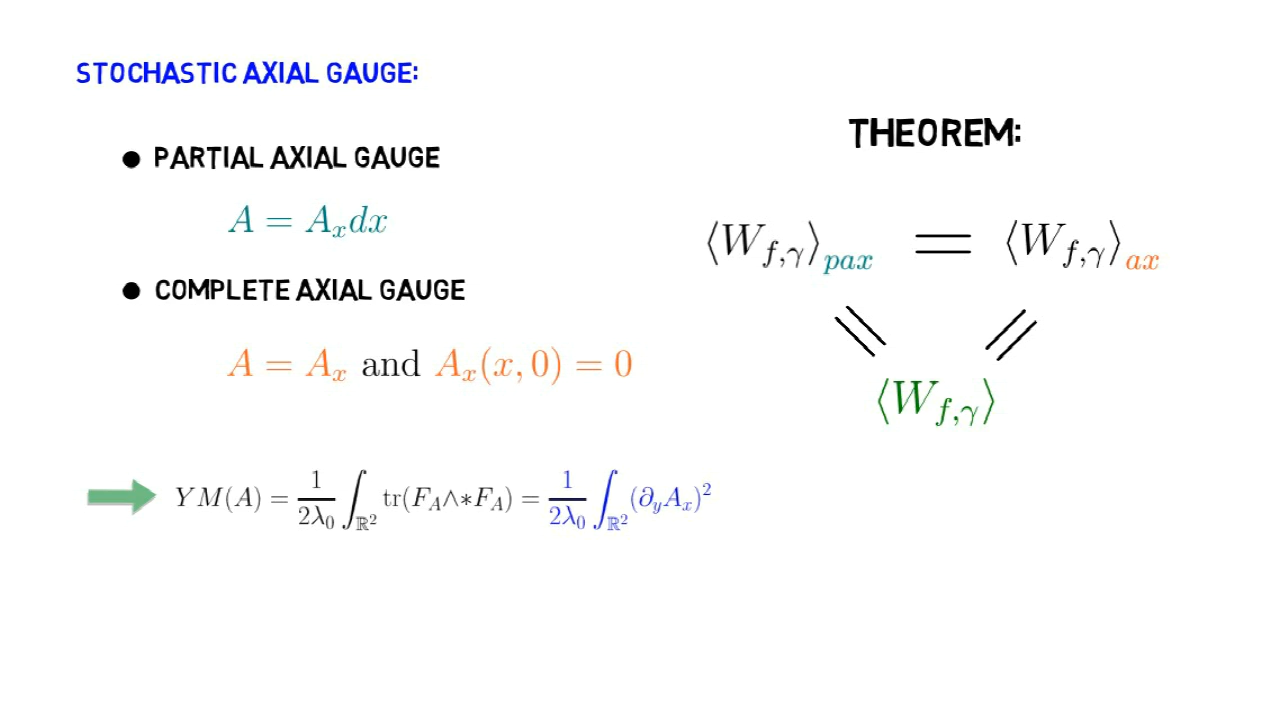 STOCHASTIC AXIAL GAUGE:
● PARTIAL AXIAL GAUGE
A = A_x dx
● COMPLETE AXIAL GAUGE
A = A_x and A_x(x, 0) = 0
YM(A) = \frac{1}{2λ_0} ∫_{ℝ^2} tr(F_A ∧ *F_A) = \frac{1}{2λ_0} ∫_{ℝ^2} (∂_y A_x)^2
THEOREM:
⟨W_{f,γ}⟩_{pax} = ⟨W_{f,γ}⟩_{ax}
= =
⟨W_{f,γ}⟩